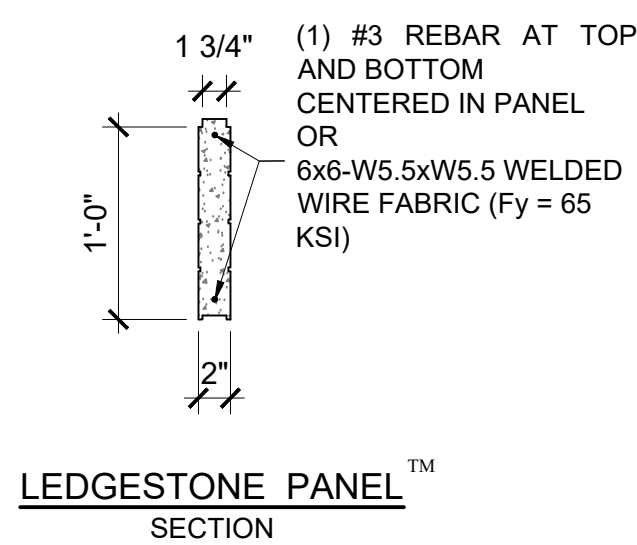 1 3/4"
(1) #3 REBAR AT TOP
AND BOTTOM
CENTERED IN PANEL
OR
6x6-W5.5xW5.5 WELDED
WIRE FABRIC (Fy = 65
KSI)
1'-0"
2"
LEDGESTONE PANEL™
SECTION